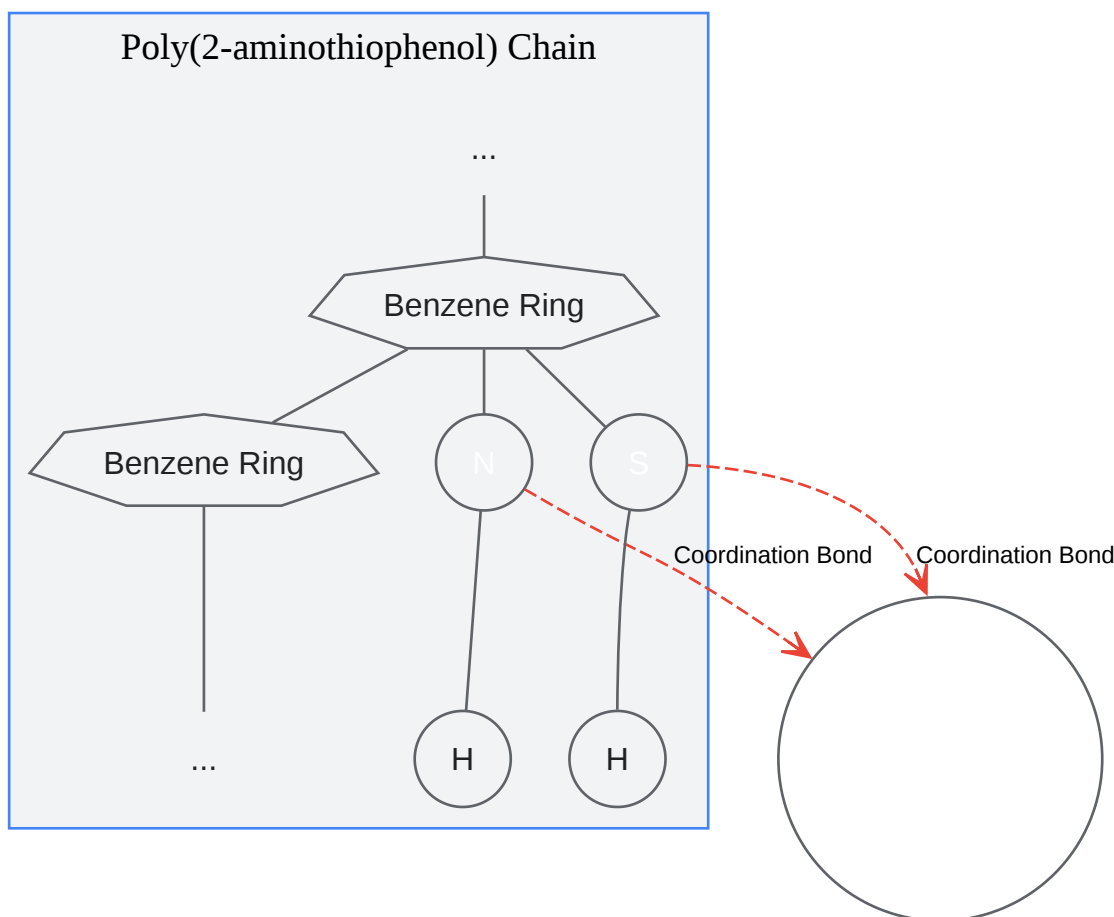 Poly(2-aminothiophenol) Chain
...
Benzene Ring
Benzene Ring
N
S
Coordination Bond
Coordination Bond
...
H
H